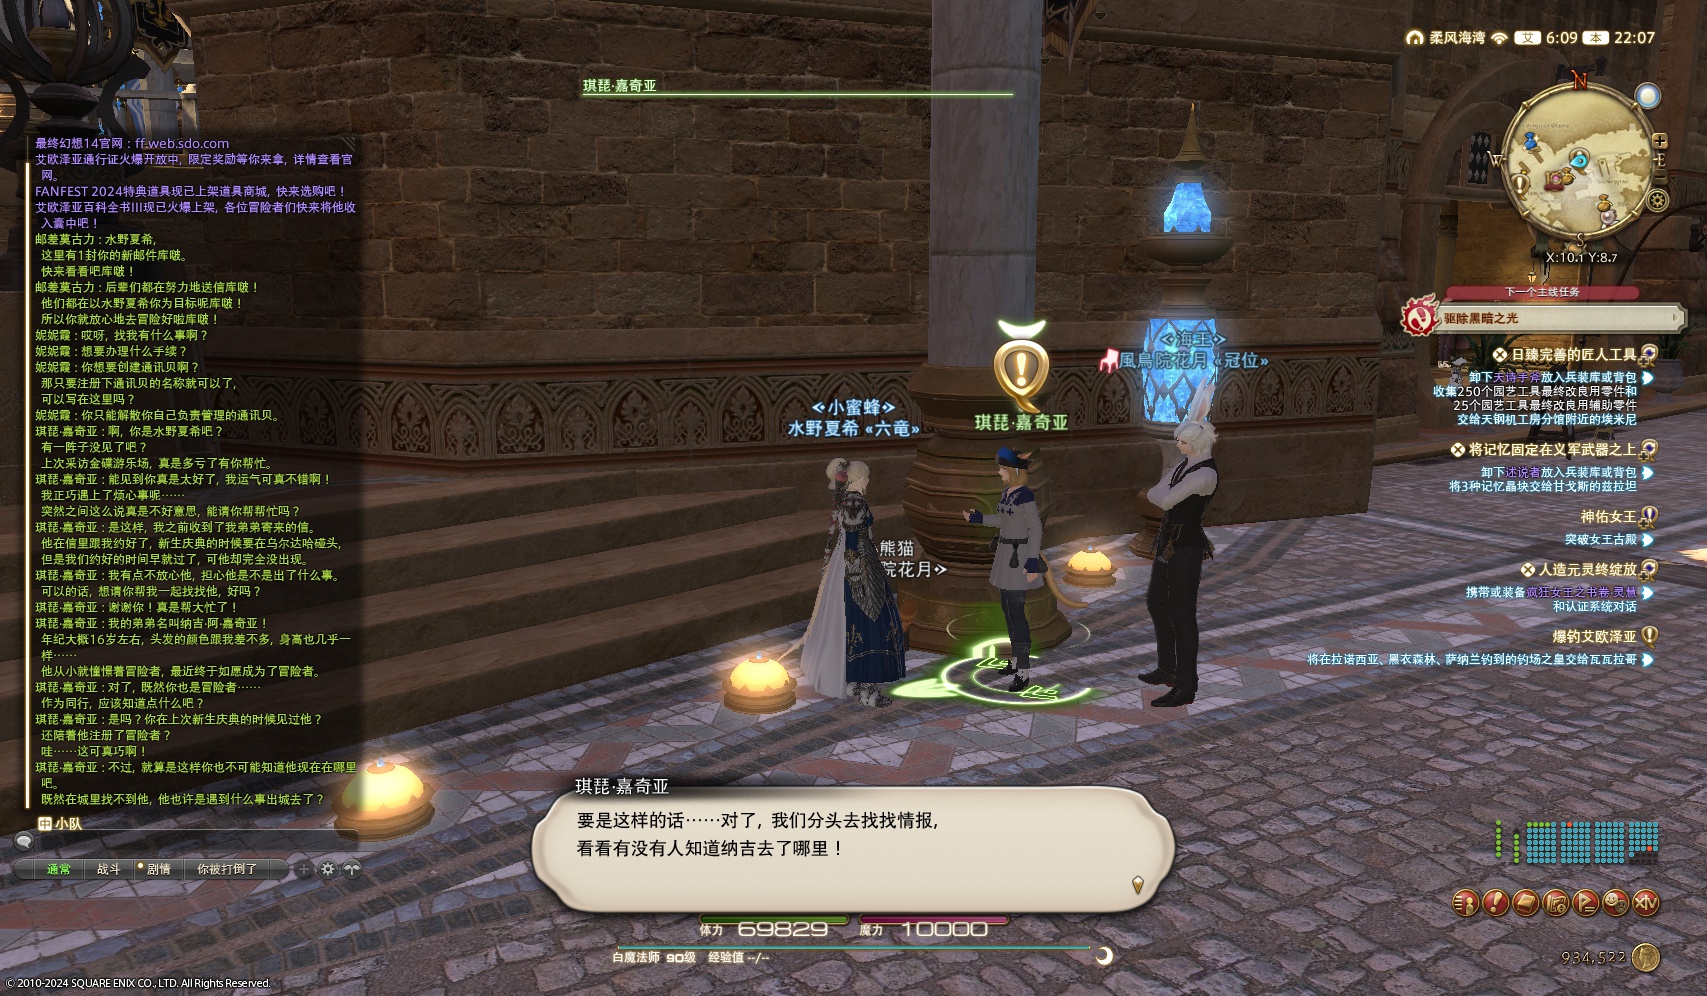 琪琵·嘉奇亚
柔风海湾 艾 6:09 本 22:07
N
W
E
S
X:10.1 Y:8.7
下一个主线任务
驱除黑暗之光
日臻完善的匠人工具
卸下天诗手斧放入兵装库或背包
收集250个园艺工具最终改良用零件和
25个园艺工具最终改良用辅助零件
交给天钢机工房分馆附近的埃米尼
将记忆固定在义军武器之上
卸下述说者放入兵装库或背包
将3种记忆晶块交给甘戈斯的兹拉坦
神佑女王
突破女王古殿
人造元灵终绽放
携带或装备疯狂女王之书卷·灵慧
和认证系统对话
爆钓艾欧泽亚
将在拉诺西亚、黑衣森林、萨纳兰钓到的钓场之皇交给瓦瓦拉哥
最终幻想14官网：ff.web.sdo.com
艾欧泽亚通行证火爆开放中, 限定奖励等你来拿, 详情查看官
网。
FANFEST 2024特典道具现已上架道具商城, 快来选购吧！
艾欧泽亚百科全书III现已火爆上架, 各位冒险者们快来将他收
入囊中吧！
邮差莫古力：水野夏希,
这里有1封你的新邮件库啵。
快来看看吧库啵！
邮差莫古力：后辈们都在努力地送信库啵！
他们都在以水野夏希你为目标呢库啵！
所以你就放心地去冒险好啦库啵！
妮妮霞：哎呀, 找我有什么事啊？
妮妮霞：想要办理什么手续？
妮妮霞：你想要创建通讯贝啊？
那只要注册下通讯贝的名称就可以了,
可以写在这里吗？
妮妮霞：你只能解散你自己负责管理的通讯贝。
琪琵·嘉奇亚：啊, 你是水野夏希吧？
有一阵子没见了吧？
上次采访金碟游乐场, 真是多亏了有你帮忙。
琪琵·嘉奇亚：能见到你真是太好了, 我运气可真不错啊！
我正巧遇上了烦心事呢……
突然之间这么说真是不好意思, 能请你帮帮忙吗？
琪琵·嘉奇亚：是这样, 我之前收到了我弟弟寄来的信。
他在信里跟我约好了, 新生庆典的时候要在乌尔达哈碰头,
但是我们约好的时间早就过了, 可他却完全没出现。
琪琵·嘉奇亚：我有点不放心他, 担心他是不是出了什么事。
可以的话, 想请你帮我一起找找他, 好吗？
琪琵·嘉奇亚：谢谢你！真是帮大忙了！
琪琵·嘉奇亚：我的弟弟名叫纳吉·阿·嘉奇亚！
年纪大概16岁左右, 头发的颜色跟我差不多, 身高也几乎一
样……
他从小就憧憬着冒险者, 最近终于如愿成为了冒险者。
琪琵·嘉奇亚：对了, 既然你也是冒险者……
作为同行, 应该知道点什么吧？
琪琵·嘉奇亚：是吗？你在上次新生庆典的时候见过他？
还陪着他注册了冒险者？
哇……这可真巧啊！
琪琵·嘉奇亚：不过, 就算是这样你也不可能知道他现在在哪里
吧。
既然在城里找不到他, 他也许是遇到什么事出城去了？
小队
通常 战斗 剧情 你被打倒了
《小蜜蜂》
水野夏希 «六竜»
琪琵·嘉奇亚
《海王》
風鳥院花月 «冠位»
熊猫
院花月》
琪琵·嘉奇亚
要是这样的话……对了, 我们分头去找找情报,
看看有没有人知道纳吉去了哪里！
体力 69829 魔力 10000
白魔法师 90级 经验值 --/--
XIV
934,522
© 2010-2024 SQUARE ENIX CO., LTD. All Rights Reserved.